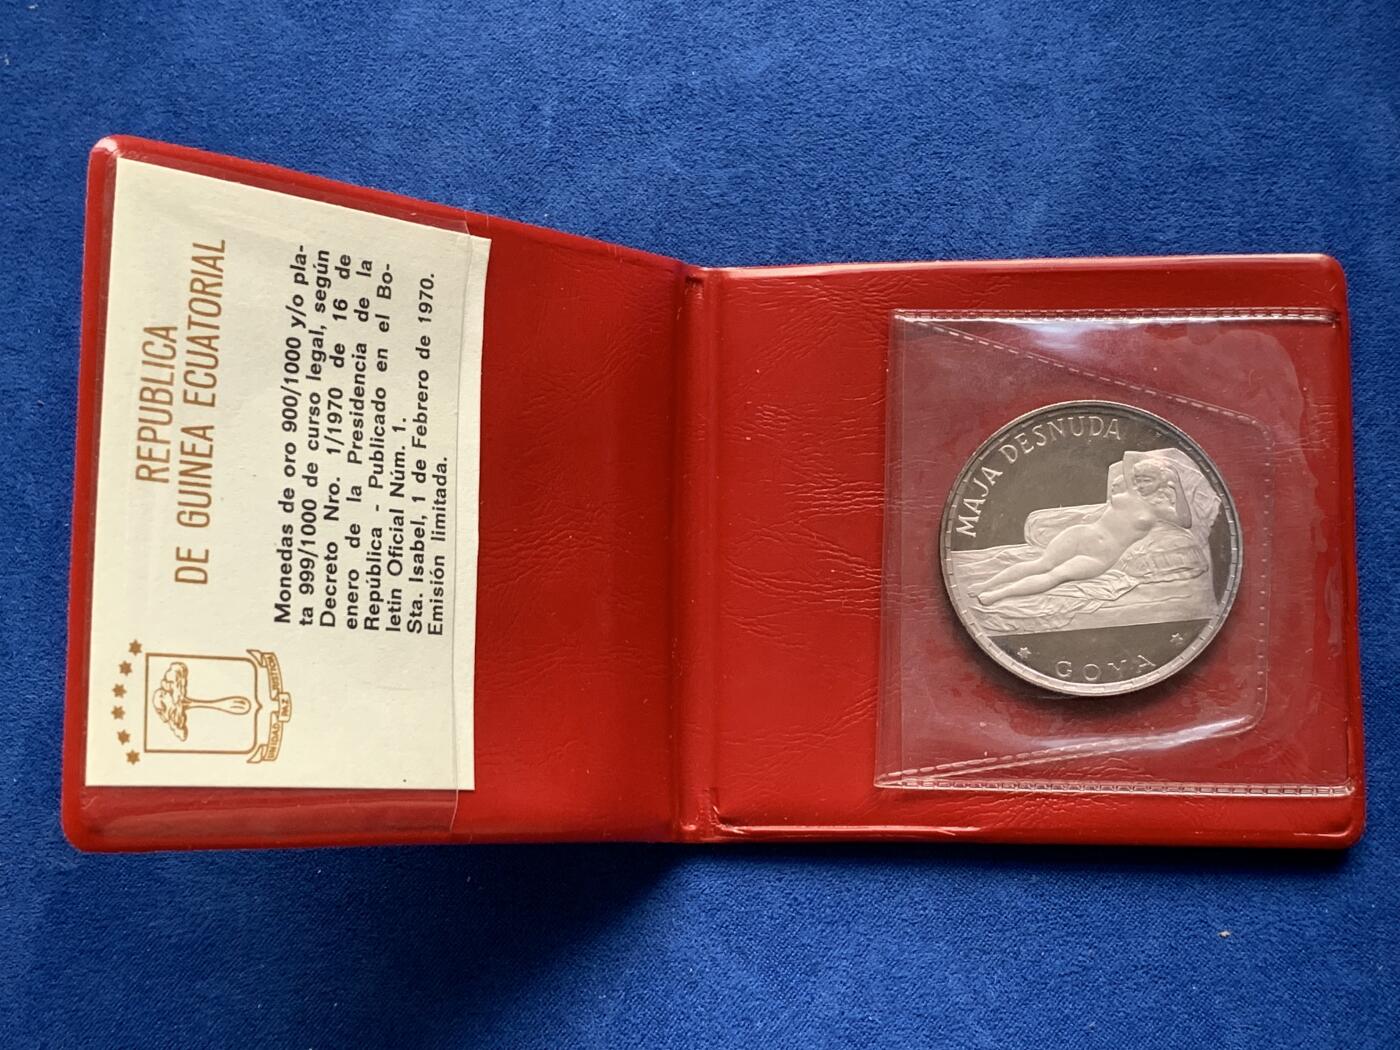 REPUBLICA
DE GUINEA ECUATORIAL
Monedas de oro 900/1000 y/o pla-
ta 999/1000 de curso legal, según
Decreto Nro. 1/1970 de 16 de
enero de la Presidencia de la
República - Publicado en el Bo-
letin Oficial Núm. 1.
Sta. Isabel, 1 de Febrero de 1970.
Emisión limitada.
UNIDAD PAZ JUSTICIA
MAJA DESNUDA
GOYA